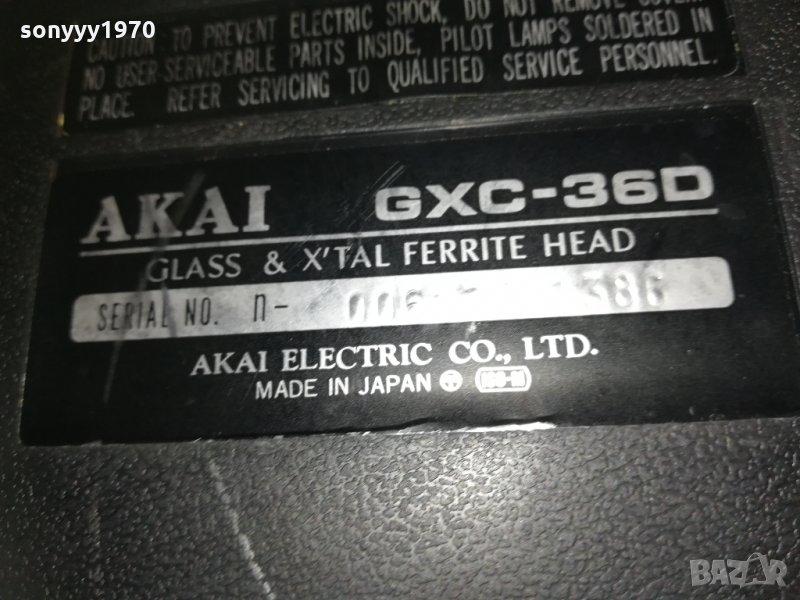 sonyyy1970
CAUTION: TO PREVENT ELECTRIC SHOCK, DO NOT REMOVE COVER.
NO USER-SERVICEABLE PARTS INSIDE, PILOT LAMPS SOLDERED IN
PLACE. REFER SERVICING TO QUALIFIED SERVICE PERSONNEL.
AKAI GXC-36D
GLASS & X'TAL FERRITE HEAD
SERIAL NO. n-
AKAI ELECTRIC CO., LTD.
MADE IN JAPAN
BAZAR